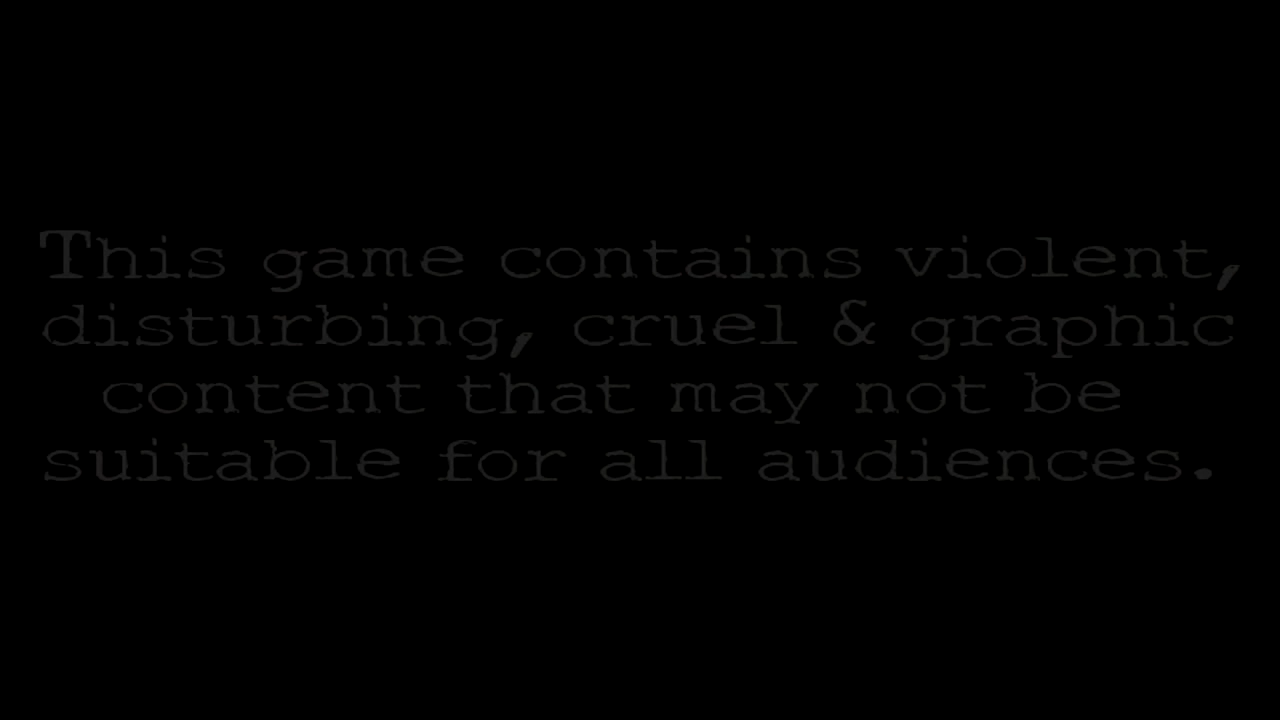 This game contains violent,
disturbing, cruel & graphic
content that may not be
suitable for all audiences.